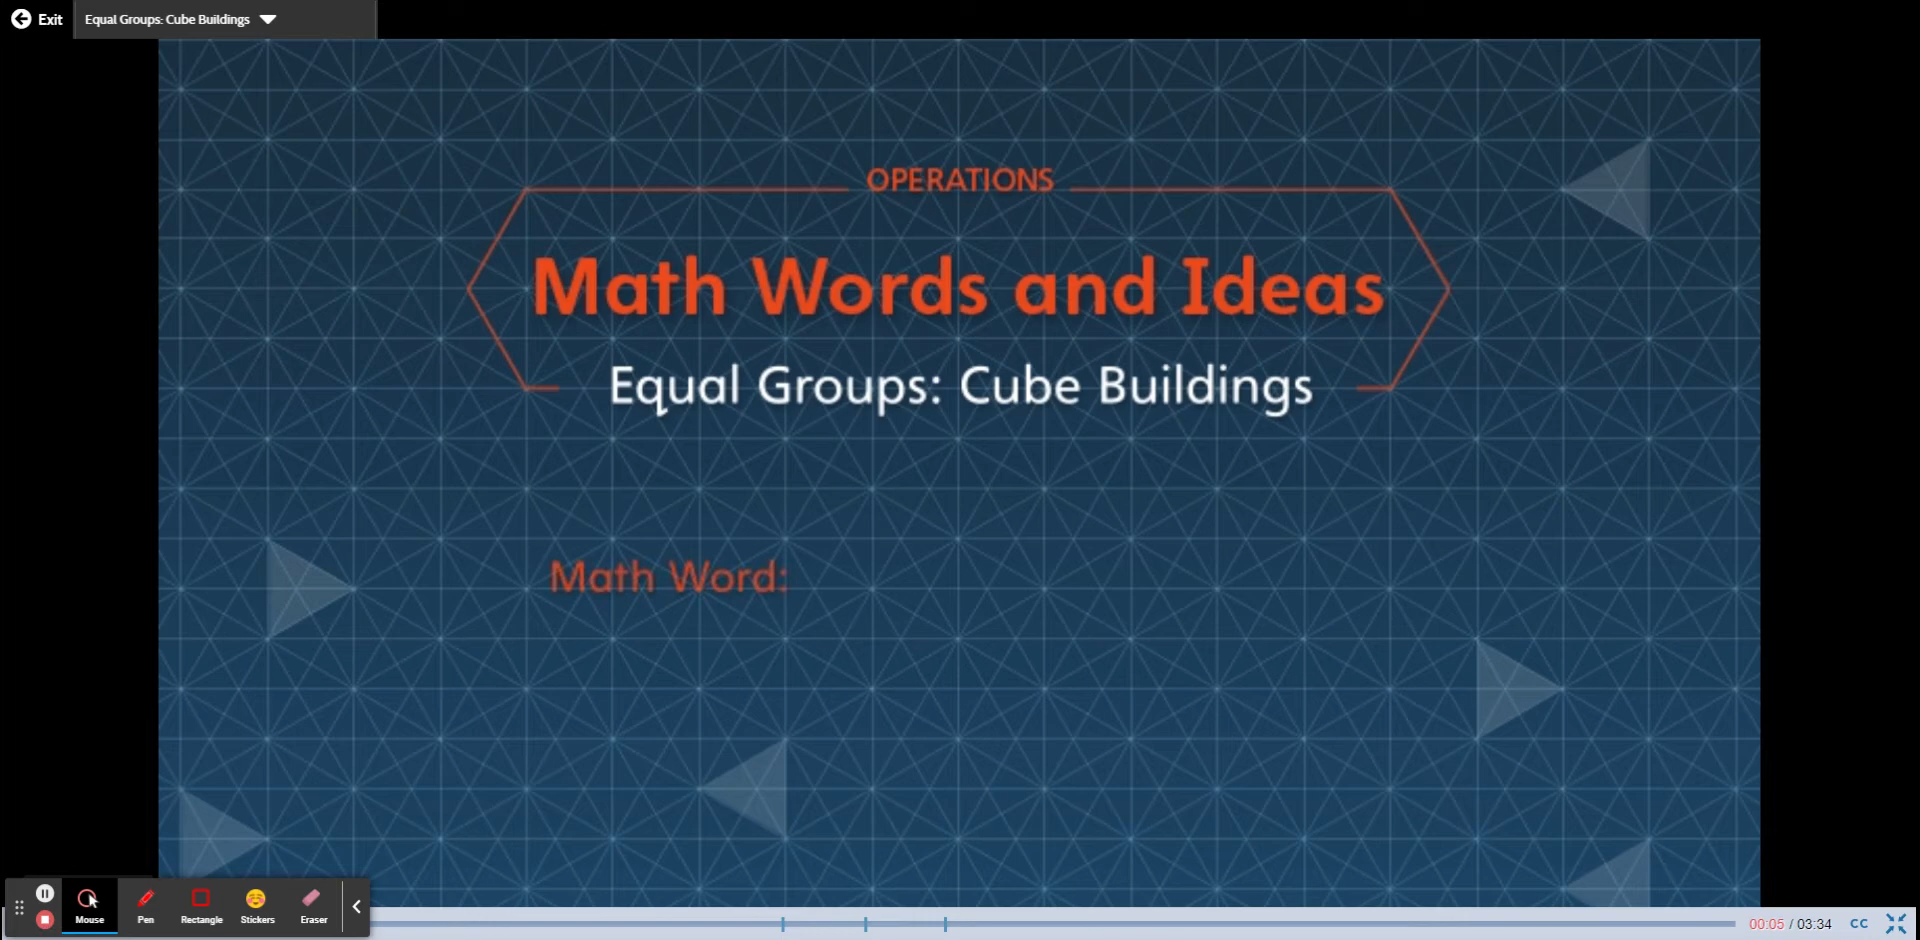 Exit
Equal Groups: Cube Buildings
OPERATIONS
Math Words and Ideas
Equal Groups: Cube Buildings
Math Word:
Mouse
Pen
Rectangle
Stickers
Eraser
00:05 / 03:34
CC